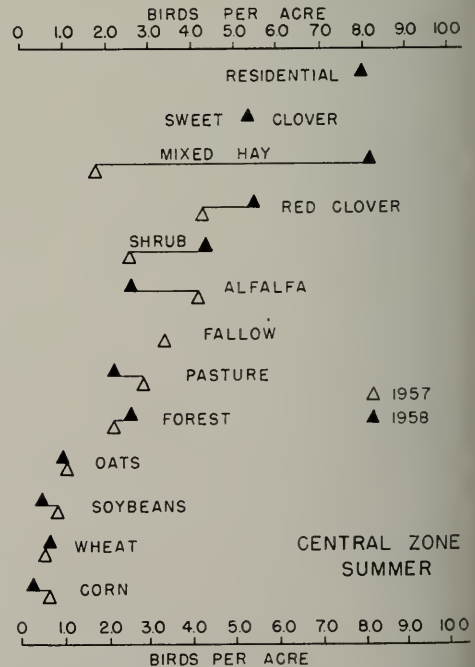 BIRDS PER ACRE
0 1.0 2.0 3.0 4.0 5.0 6.0 7.0 8.0 9.0 10.0
RESIDENTIAL
SWEET CLOVER
MIXED HAY
RED CLOVER
SHRUB
ALFALFA
FALLOW
PASTURE
1957
FOREST
1958
OATS
SOYBEANS
WHEAT
CENTRAL ZONE
SUMMER
CORN
0 1.0 2.0 3.0 4.0 5.0 6.0 7.0 8.0 9.0 10.0
BIRDS PER ACRE